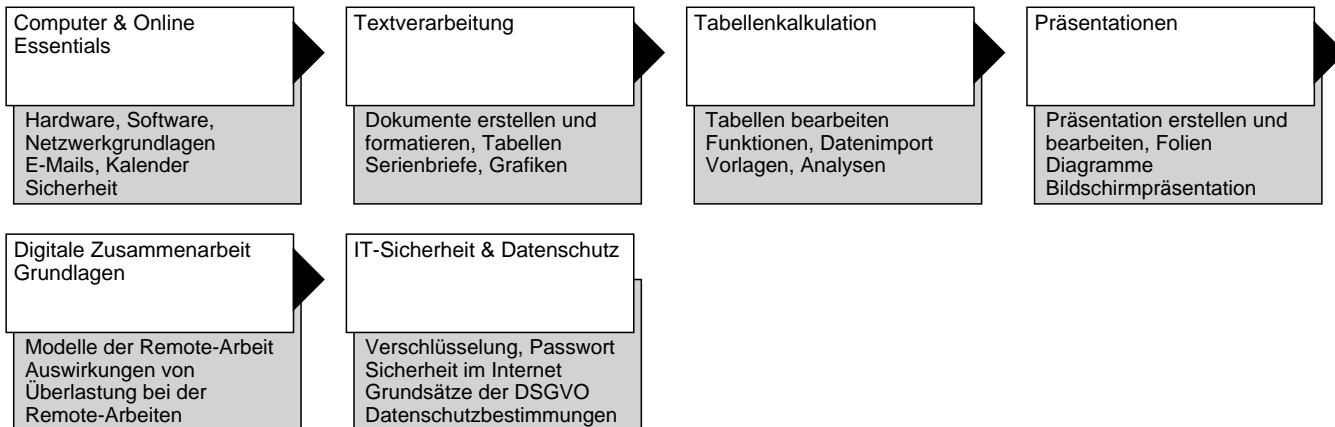 Computer & Online
Essentials
Hardware, Software,
Netzwerkgrundlagen
E-Mails, Kalender
Sicherheit
Textverarbeitung
Dokumente erstellen und
formatieren, Tabellen
Serienbriefe, Grafiken
Tabellenkalkulation
Tabellen bearbeiten
Funktionen, Datenimport
Vorlagen, Analysen
Präsentationen
Präsentation erstellen und
bearbeiten, Folien
Diagramme
Bildschirmpräsentation
Digitale Zusammenarbeit
Grundlagen
Modelle der Remote-Arbeit
Auswirkungen von
Überlastung bei der
Remote-Arbeiten
IT-Sicherheit & Datenschutz
Verschlüsselung, Passwort
Sicherheit im Internet
Grundsätze der DSGVO
Datenschutzbestimmungen